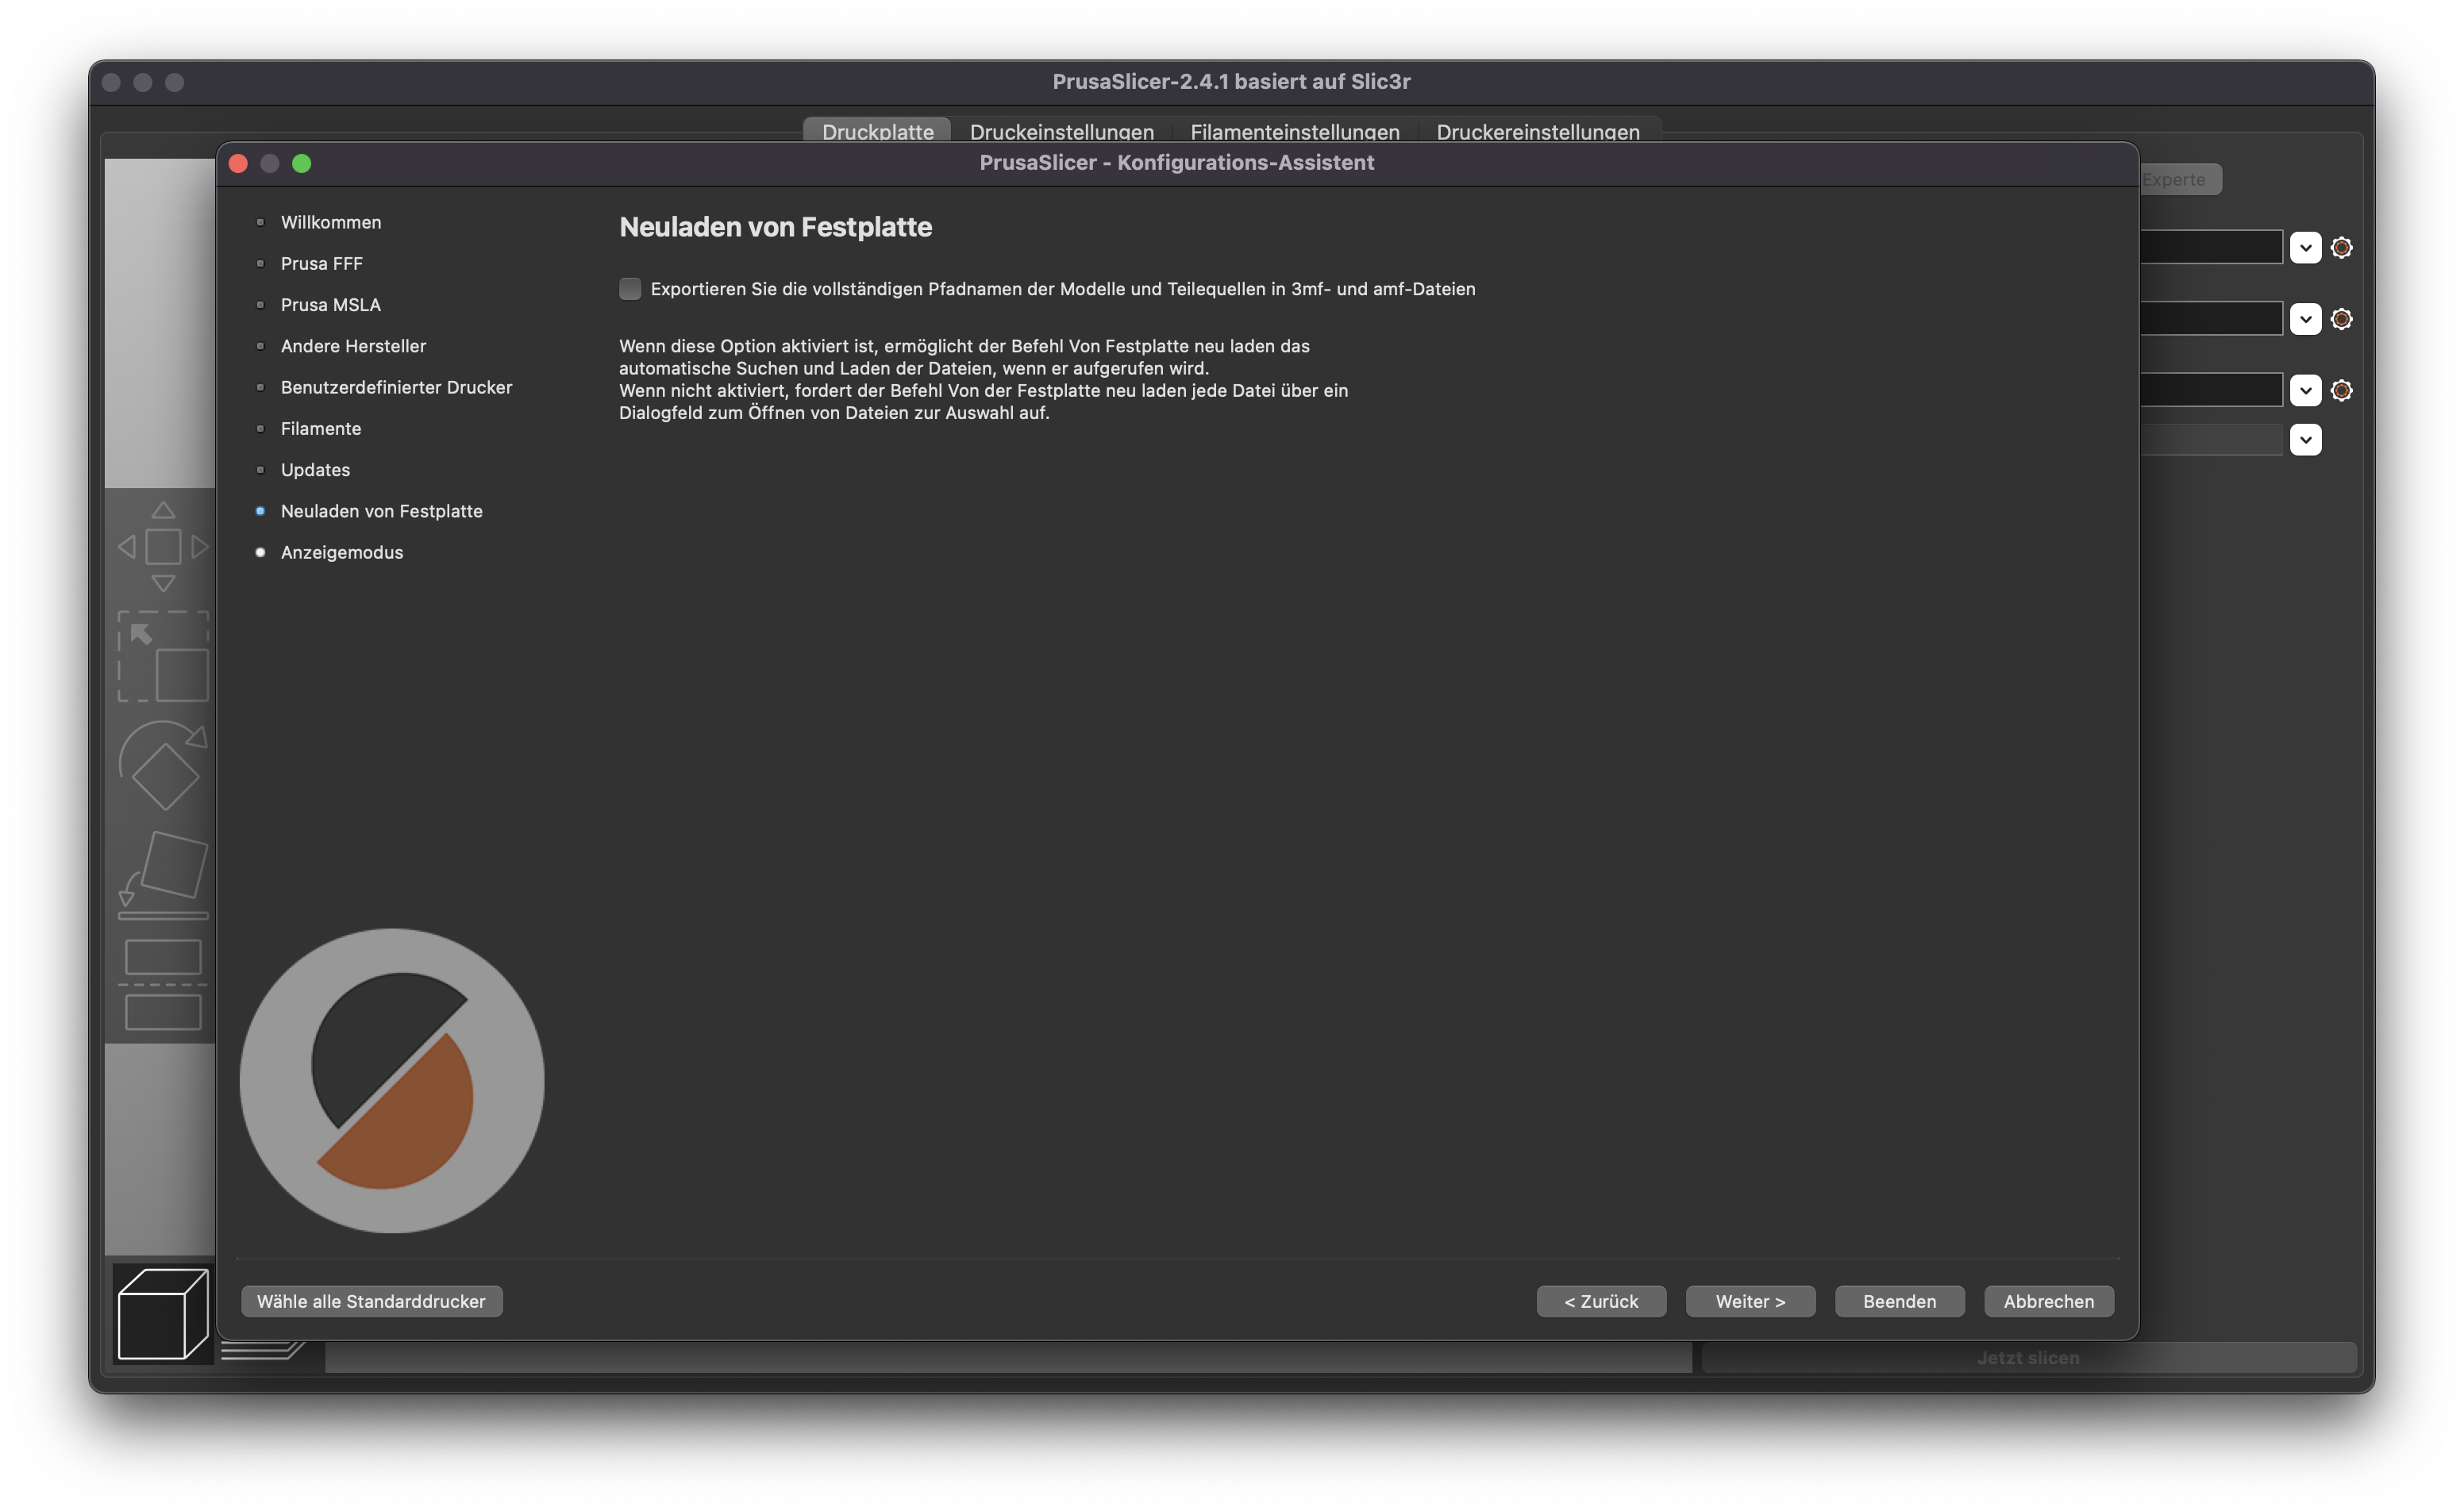 PrusaSlicer-2.4.1 basiert auf Slic3r
Druckplatte
Druckeinstellungen
Filamenteinstellungen
Druckereinstellungen
PrusaSlicer - Konfigurations-Assistent
Experte
Willkommen
Prusa FFF
Prusa MSLA
Andere Hersteller
Benutzerdefinierter Drucker
Filamente
Updates
Neuladen von Festplatte
Anzeigemodus
Neuladen von Festplatte
Exportieren Sie die vollständigen Pfadnamen der Modelle und Teilequellen in 3mf- und amf-Dateien
Wenn diese Option aktiviert ist, ermöglicht der Befehl Von Festplatte neu laden das
automatische Suchen und Laden der Dateien, wenn er aufgerufen wird.
Wenn nicht aktiviert, fordert der Befehl Von der Festplatte neu laden jede Datei über ein
Dialogfeld zum Öffnen von Dateien zur Auswahl auf.
Wähle alle Standarddrucker
< Zurück
Weiter >
Beenden
Abbrechen
Jetzt slicen